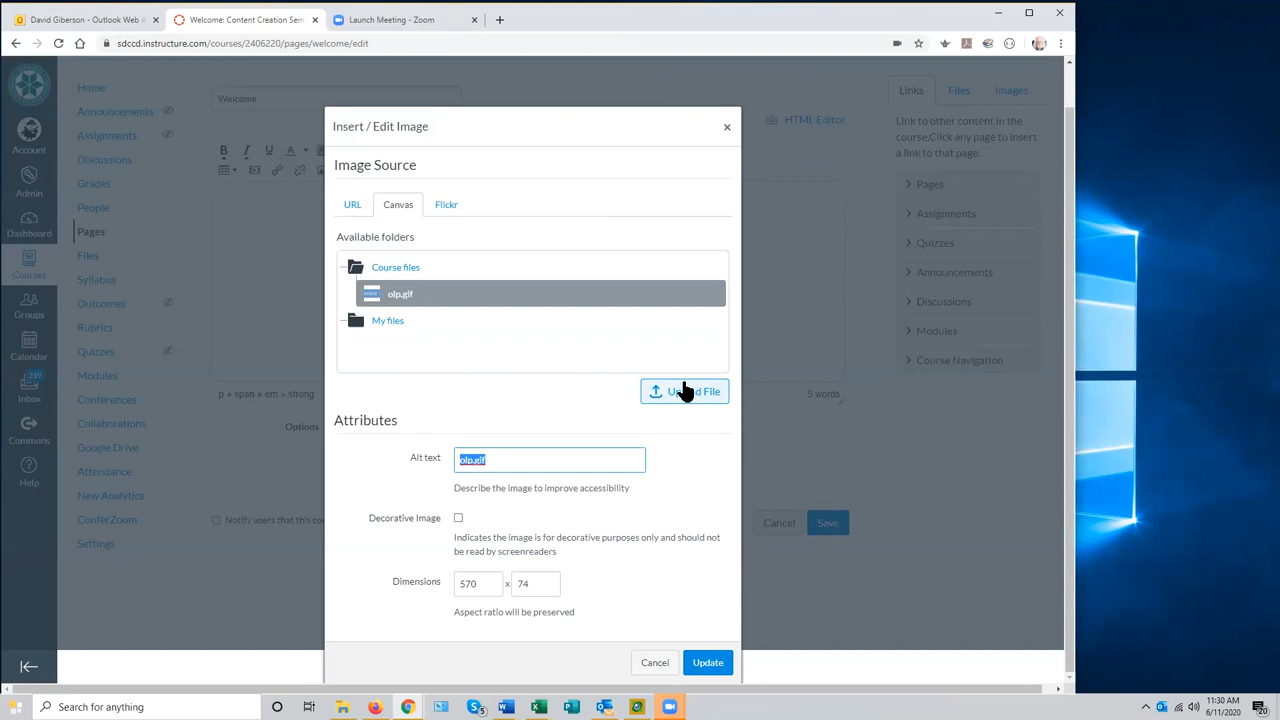 David Giberson - Outlook Web A
Welcome: Content Creation Sem
Launch Meeting - Zoom
sdccd.instructure.com/courses/2406220/pages/welcome/edit
Account
Admin
Dashboard
Courses
Groups
Calendar
219
Inbox
Commons
Help
Home
Announcements
Assignments
Discussions
Grades
People
Pages
Files
Syllabus
Outcomes
Rubrics
Quizzes
Modules
Conferences
Collaborations
Google Drive
Attendance
New Analytics
ConferZoom
Settings
Welcome
HTML Editor
B I U A
p » span » em » strong
5 words
Options
Notify users that this con
Cancel Save
Insert / Edit Image
Image Source
URL Canvas Flickr
Available folders
Course files
olp.gif
My files
Upload File
Attributes
Alt text
olp.gif
Describe the image to improve accessibility
Decorative Image
Indicates the image is for decorative purposes only and should not
be read by screenreaders
Dimensions
570 x 74
Aspect ratio will be preserved
Cancel Update
Links Files Images
Link to other content in the
course.Click any page to insert
a link to that page.
Pages
Assignments
Quizzes
Announcements
Discussions
Modules
Course Navigation
Search for anything
5
11:30 AM
6/11/2020
20